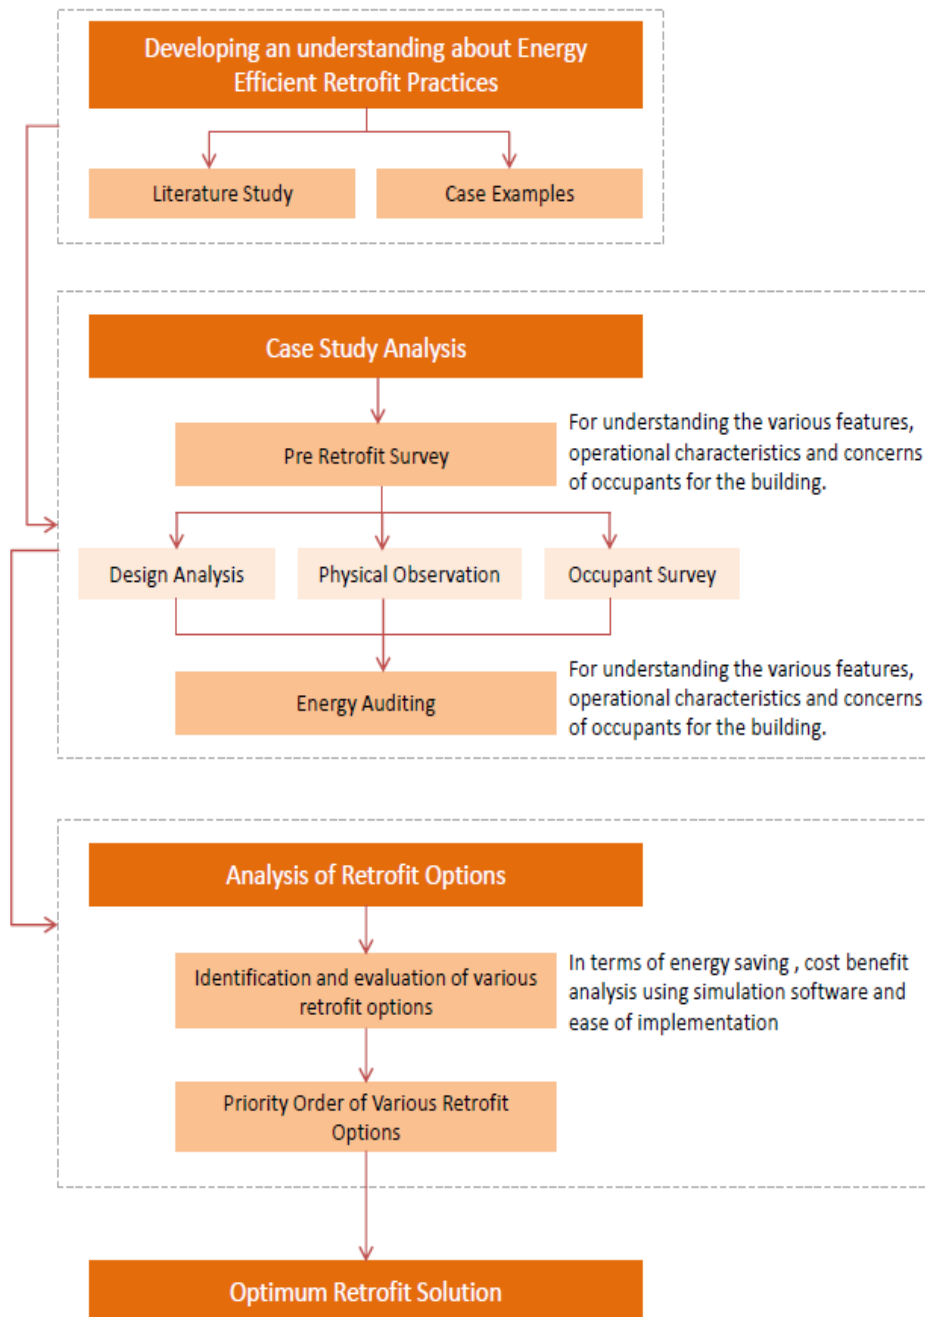 Developing an understanding about Energy
Efficient Retrofit Practices
Literature Study
Case Examples
Case Study Analysis
Pre Retrofit Survey
For understanding the various features,
operational characteristics and concerns
of occupants for the building.
Design Analysis
Physical Observation
Occupant Survey
Energy Auditing
For understanding the various features,
operational characteristics and concerns
of occupants for the building.
Analysis of Retrofit Options
Identification and evaluation of various
retrofit options
In terms of energy saving , cost benefit
analysis using simulation software and
ease of implementation
Priority Order of Various Retrofit
Options
Optimum Retrofit Solution